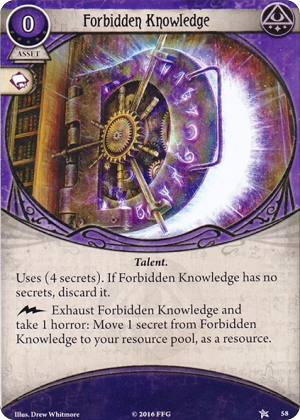 0
Forbidden Knowledge
ASSET
Talent.
Uses (4 secrets). If Forbidden Knowledge has no
secrets, discard it.
Exhaust Forbidden Knowledge and
take 1 horror: Move 1 secret from Forbidden
Knowledge to your resource pool, as a resource.
Illus. Drew Whitmore
© 2016 FFG
58